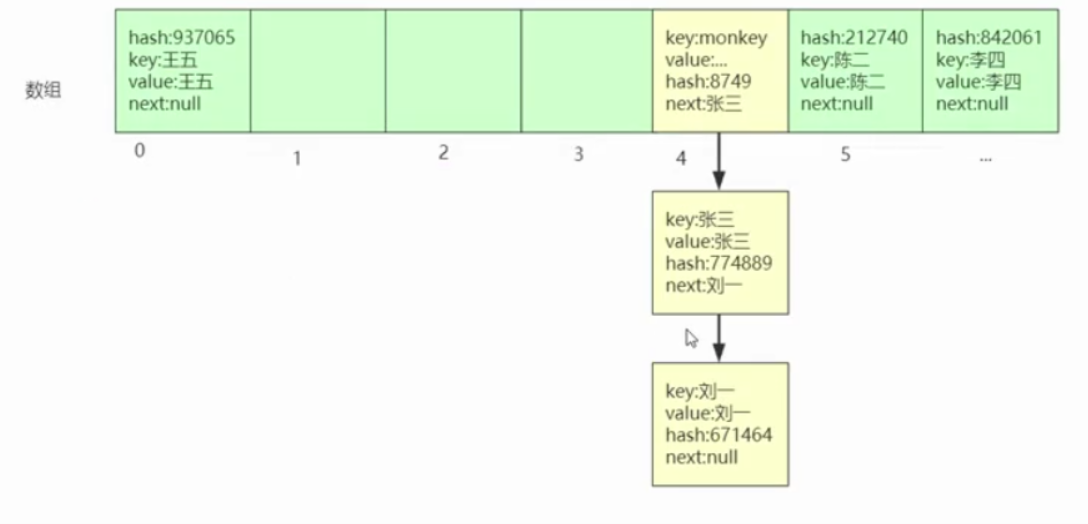 数组
hash:937065
key:王五
value:王五
next:null
key:monkey
value:...
hash:8749
next:张三
hash:212740
key:陈二
value:陈二
next:null
hash:842061
key:李四
value:李四
next:null
0
1
2
3
4
5
...
key:张三
value:张三
hash:774889
next:刘一
key:刘一
value:刘一
hash:671464
next:null